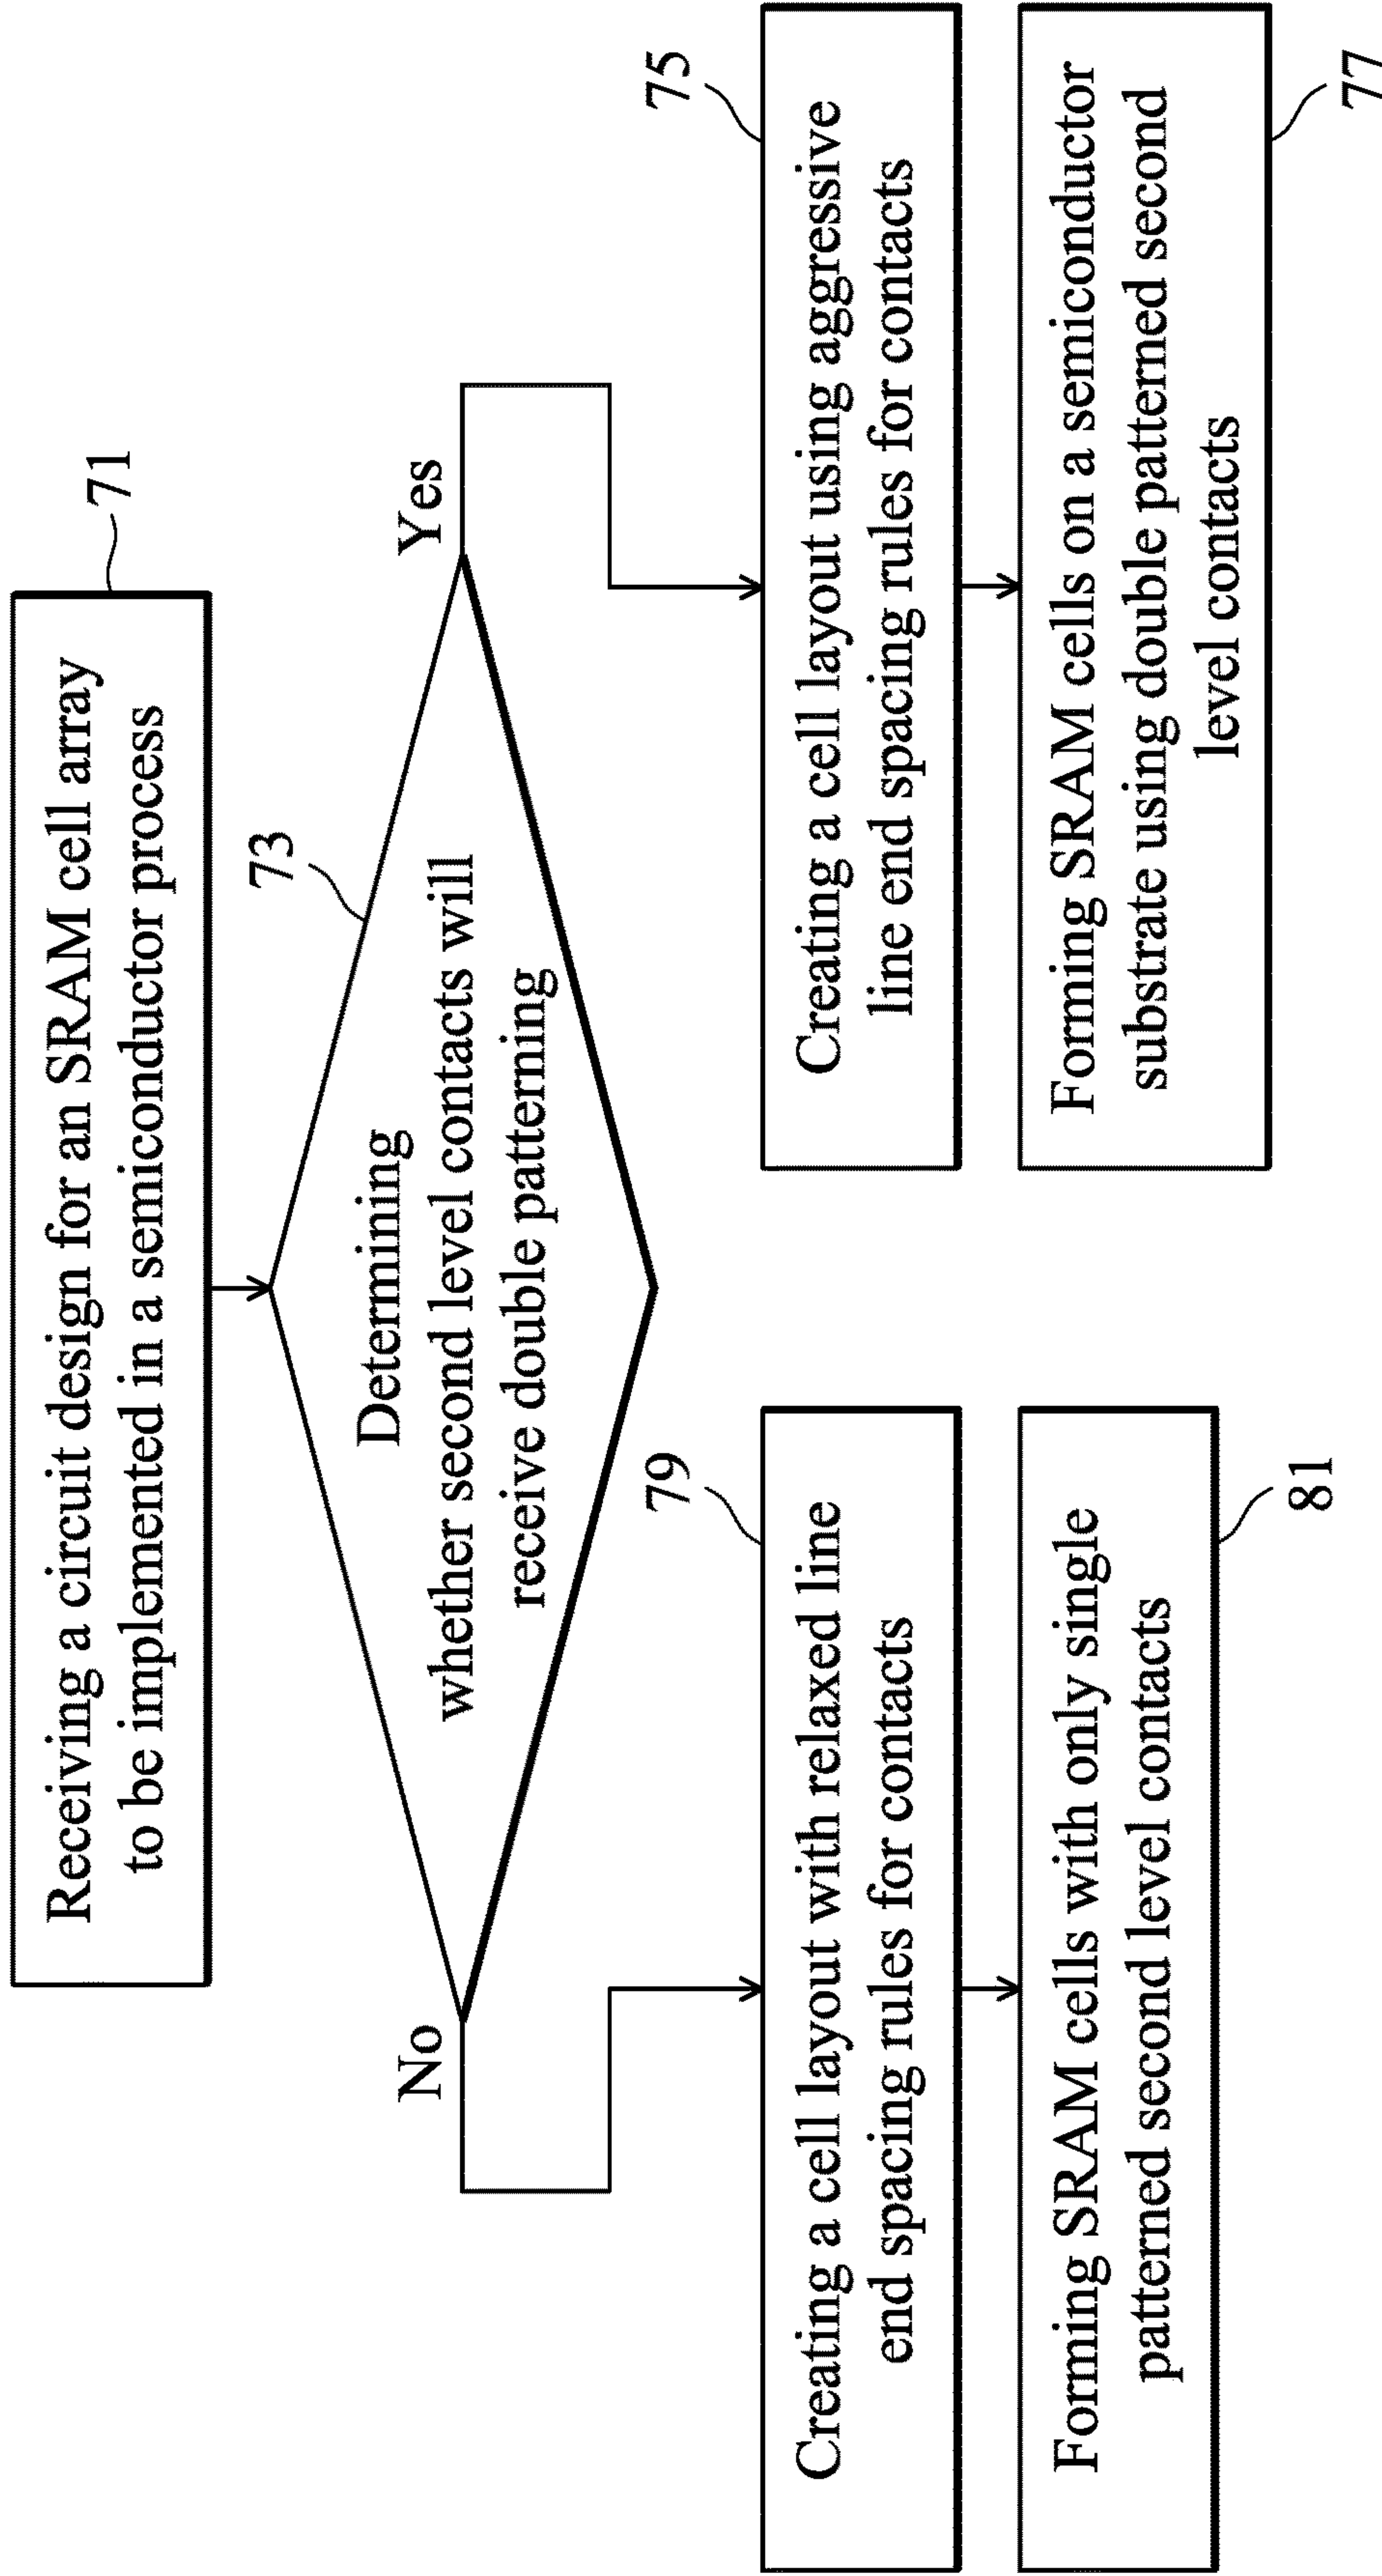 Receiving a circuit design for an SRAM cell array
to be implemented in a semiconductor process
71
73
Determining
whether second level contacts will
receive double patterning
No
Yes
79
Creating a cell layout with relaxed line
end spacing rules for contacts
75
Creating a cell layout using aggressive
line end spacing rules for contacts
Forming SRAM cells with only single
patterned second level contacts
81
Forming SRAM cells on a semiconductor
substrate using double patterned second
level contacts
77